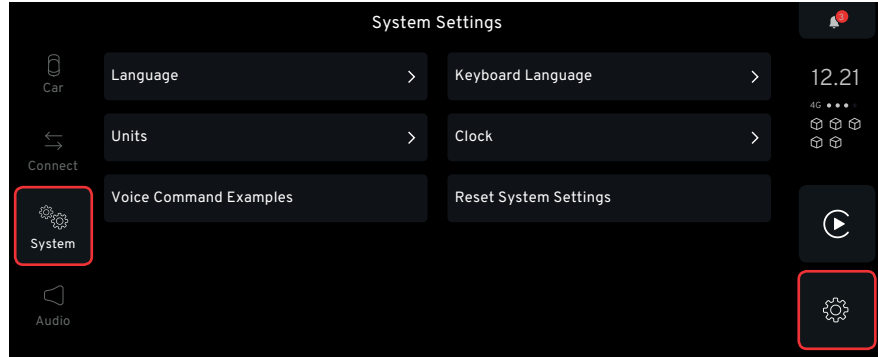 System Settings
3
Car
Language
Keyboard Language
12.21
4G
Units
Clock
Connect
Voice Command Examples
Reset System Settings
System
Audio